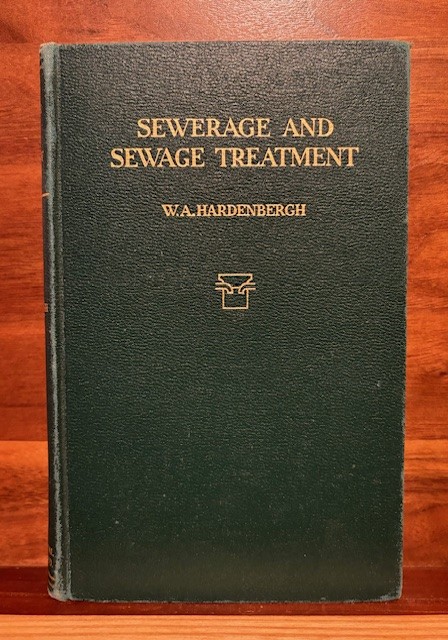 SEWERAGE AND
SEWAGE TREATMENT
W. A. HARDENBERGH